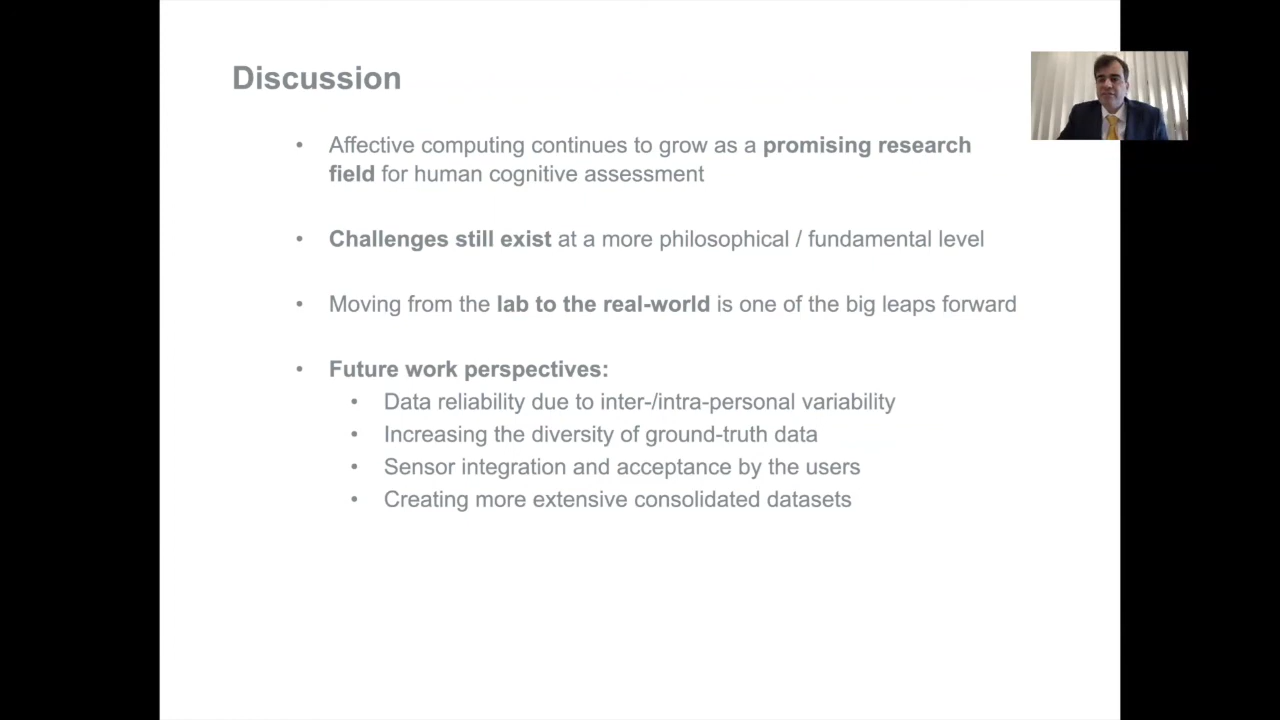 Discussion
• Affective computing continues to grow as a promising research
field for human cognitive assessment
• Challenges still exist at a more philosophical / fundamental level
• Moving from the lab to the real-world is one of the big leaps forward
• Future work perspectives:
• Data reliability due to inter-/intra-personal variability
• Increasing the diversity of ground-truth data
• Sensor integration and acceptance by the users
• Creating more extensive consolidated datasets